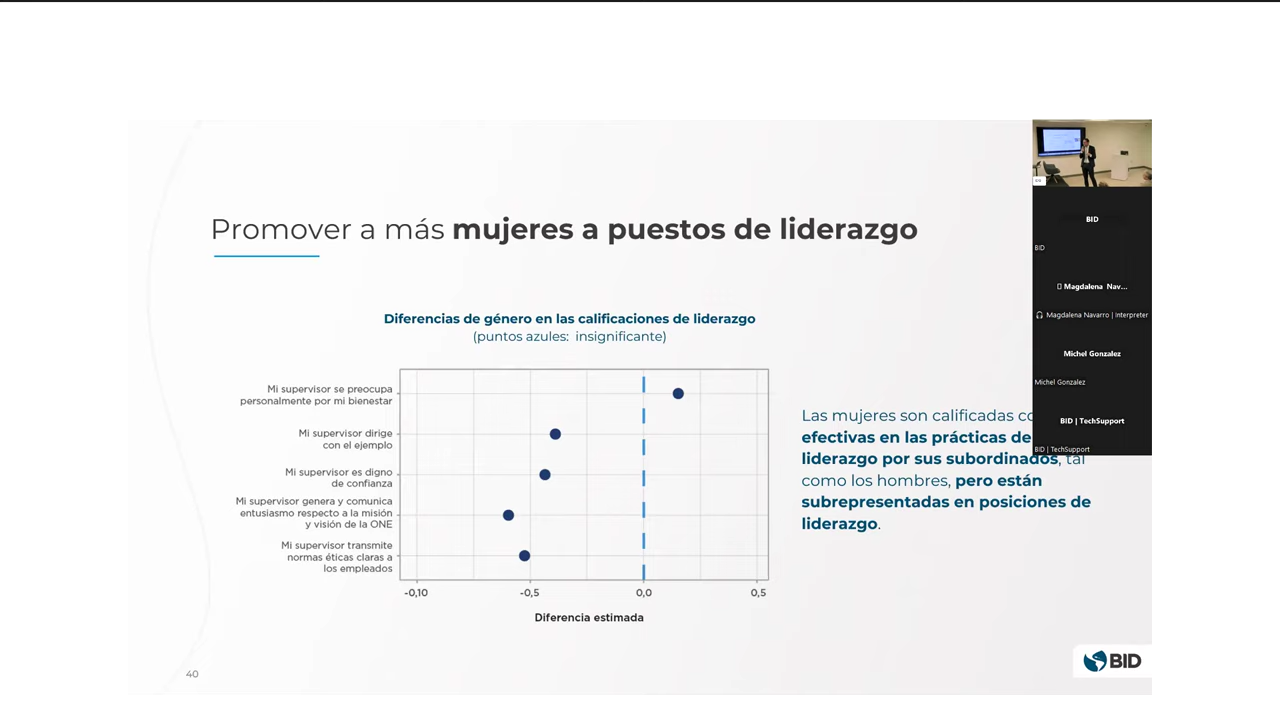 Promover a más mujeres a puestos de liderazgo
Diferencias de género en las calificaciones de liderazgo
(puntos azules: insignificante)
Mi supervisor se preocupa
personalmente por mi bienestar
Mi supervisor dirige
con el ejemplo
Mi supervisor es digno
de confianza
Mi supervisor genera y comunica
entusiasmo respecto a la misión
y visión de la ONE
Mi supervisor transmite
normas éticas claras a
los empleados
-0,10
-0,5
0,0
0,5
Diferencia estimada
Las mujeres son calificadas
efectivas en las prácticas de
liderazgo por sus subordinados, tal
como los hombres, pero están
subrepresentadas en posiciones de
liderazgo.
BID
BID
Magdalena Nav...
Magdalena Navarro | Interpreter
Michel Gonzalez
Michel Gonzalez
BID | TechSupport
BID | TechSupport
40
BID